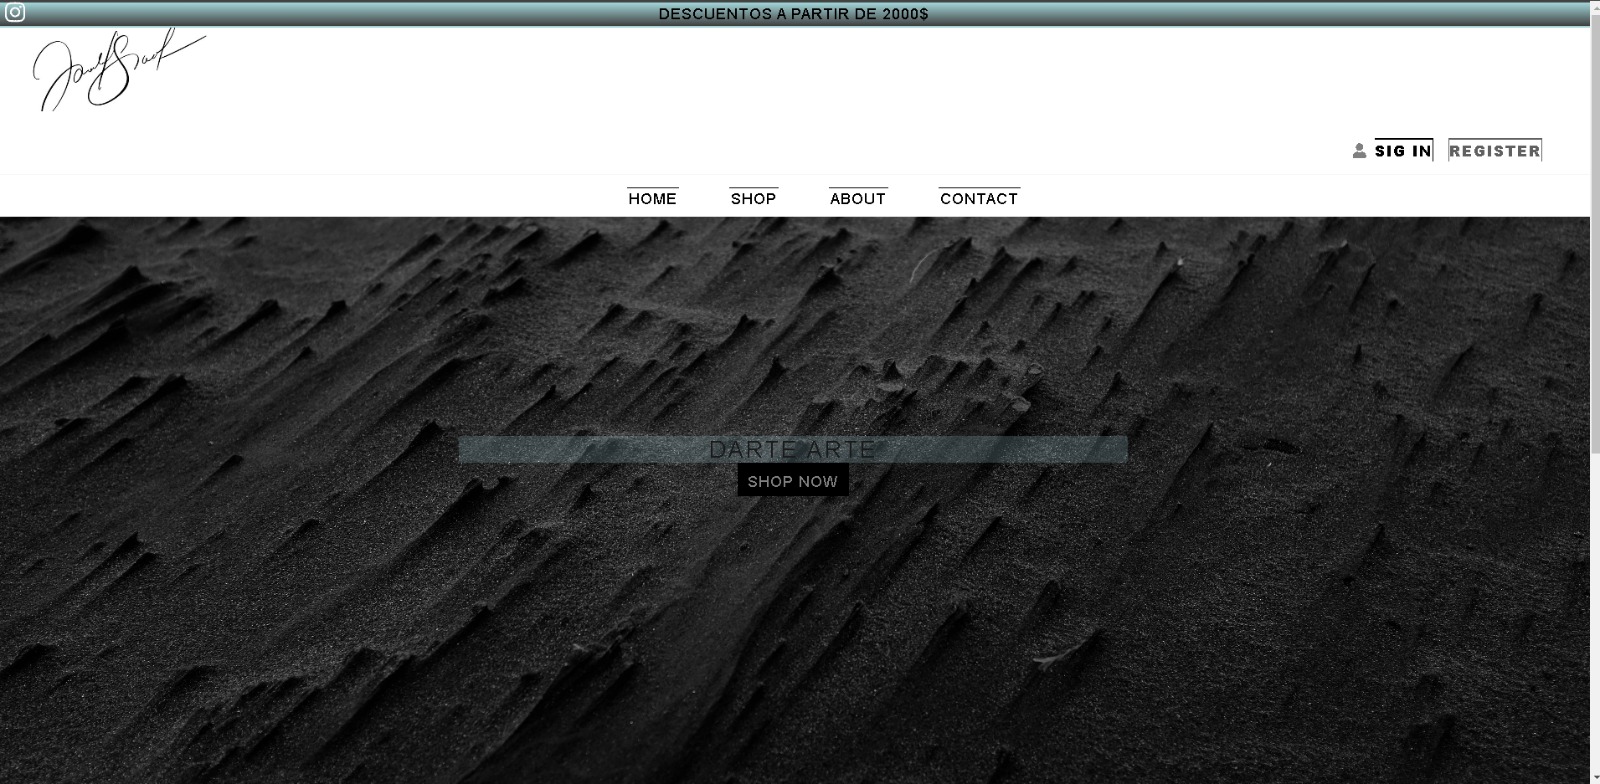 DESCUENTOS A PARTIR DE 2000$
SIG IN REGISTER
HOME SHOP ABOUT CONTACT
DARTE ARTE
SHOP NOW